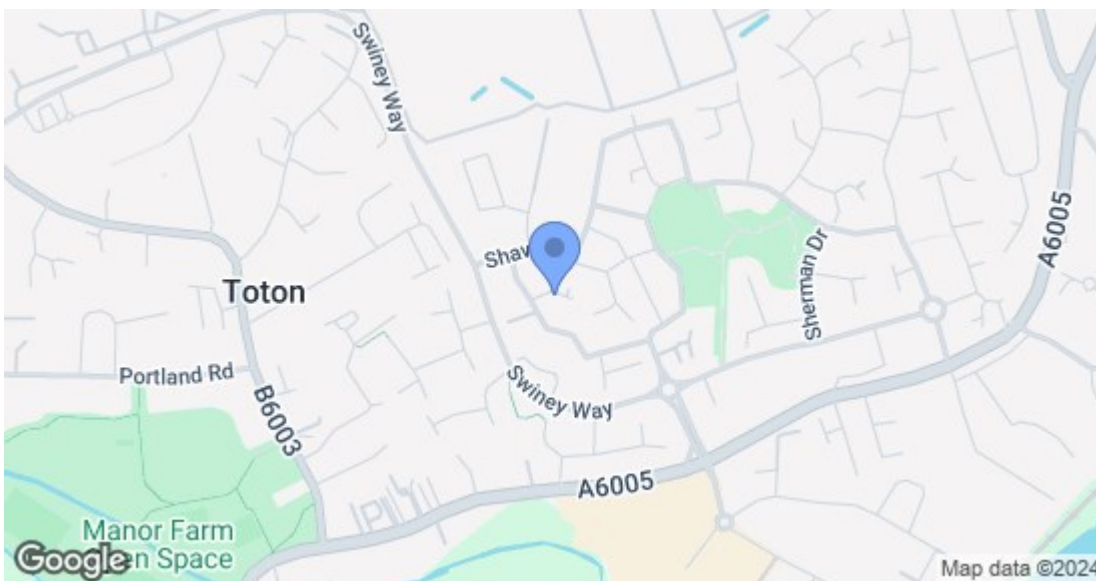 Swiney Way
A6005
Shav
Sherman Dr
Toton
Portland Rd
B6003
Swiney Way
A6005
Manor Farm
en Space
Google
Map data ©2024